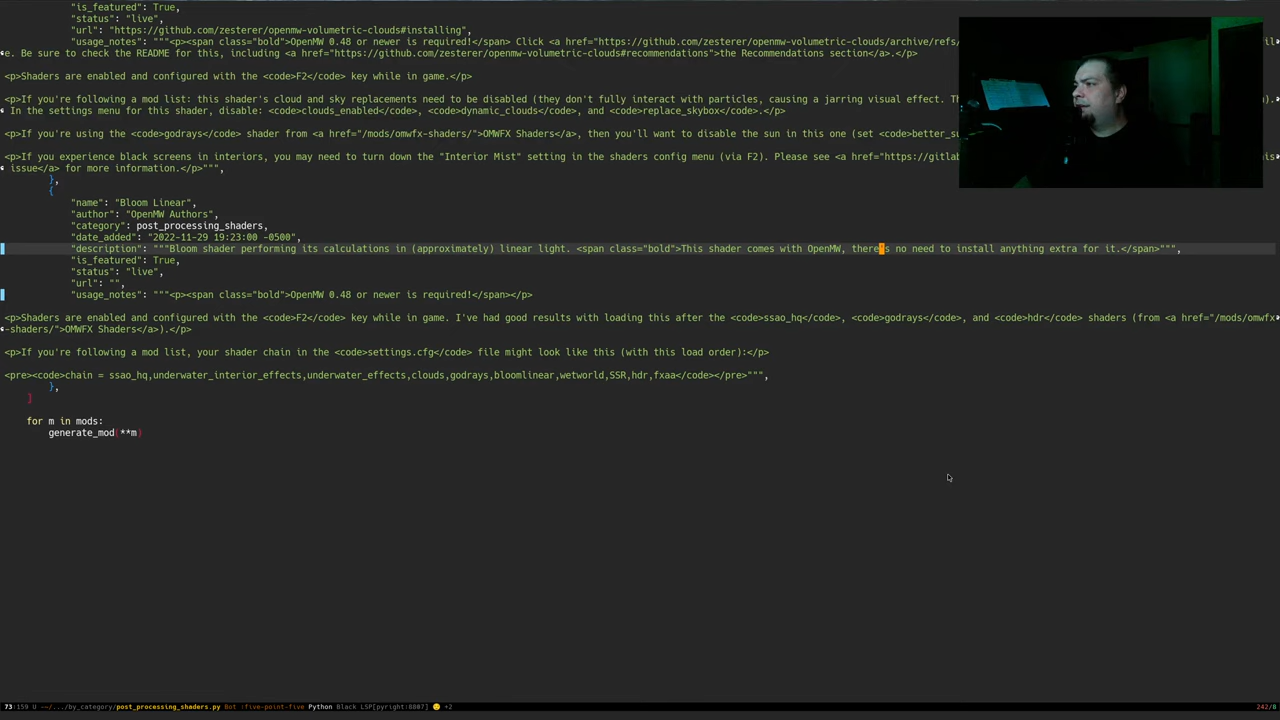 "is_featured": True,
"status": "live",
"url": "https://github.com/zesterer/openmw-volumetric-clouds#installing",
"usage_notes": """<p><span class="bold">OpenMW 0.48 or newer is required!</span> Click <a href="https://github.com/zesterer/openmw-volumetric-clouds/archive/refs/
e. Be sure to check the README for this, including <a href="https://github.com/zesterer/openmw-volumetric-clouds#recommendations">the Recommendations section</a>.</p>
<p>Shaders are enabled and configured with the <code>F2</code> key while in game.</p>
<p>If you're following a mod list: this shader's cloud and sky replacements need to be disabled (they don't fully interact with particles, causing a jarring visual effect.
In the settings menu for this shader, disable: <code>clouds_enabled</code>, <code>dynamic_clouds</code>, and <code>replace_skybox</code>.</p>
<p>If you're using the <code>godrays</code> shader from <a href="/mods/omwfx-shaders/">OMWFX Shaders</a>, then you'll want to disable the sun in this one (set <code>better_su
<p>If you experience black screens in interiors, you may need to turn down the "Interior Mist" setting in the shaders config menu (via F2). Please see <a href="https://gitla
issue</a> for more information.</p>""",
},
{
"name": "Bloom Linear",
"author": "OpenMW Authors",
"category": post_processing_shaders,
"date_added": "2022-11-29 19:23:00 -0500",
"description": """Bloom shader performing its calculations in (approximately) linear light. <span class="bold">This shader comes with OpenMW, there's no need to install anything extra for it.</span>""",
"is_featured": True,
"status": "live",
"url": "",
"usage_notes": """<p><span class="bold">OpenMW 0.48 or newer is required!</span></p>
<p>Shaders are enabled and configured with the <code>F2</code> key while in game. I've had good results with loading this after the <code>ssao_hq</code>, <code>godrays</code>, and <code>hdr</code> shaders (from <a href="/mods/omwfx
-shaders/">OMWFX Shaders</a>).</p>
<p>If you're following a mod list, your shader chain in the <code>settings.cfg</code> file might look like this (with this load order):</p>
<pre><code>chain = ssao_hq,underwater_interior_effects,underwater_effects,clouds,godrays,bloomlinear,wetworld,SSR,hdr,fxaa</code></pre>""",
},
]
for m in mods:
generate_mod(**m)
73:159 U -~/.../by_category/post_processing_shaders.py Bot :five-point-five Python Black LSP[pyright:8807] +2 242/8